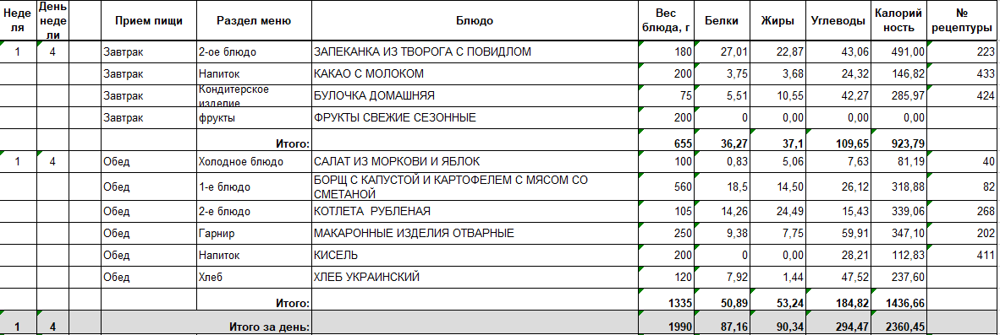 Неде День Прием пищи Раздел меню Блюдо Вес Белки Жиры Углеводы Калорий №
ля неде блюда, г ность рецептуры
ли
1 4 Завтрак 2-ое блюдо ЗАПЕКАНКА ИЗ ТВОРОГА С ПОВИДЛОМ 180 27,01 22,87 43,06 491,00 223
Завтрак Напиток КАКАО С МОЛОКОМ 200 3,75 3,68 24,32 146,82 433
Завтрак Кондитерское изделие БУЛОЧКА ДОМАШНЯЯ 75 5,51 10,55 42,27 285,97 424
Завтрак фрукты ФРУКТЫ СВЕЖИЕ СЕЗОННЫЕ 200 0 0,00 0,00 0,00
Итого: 655 36,27 37,1 109,65 923,79
1 4 Обед Холодное блюдо САЛАТ ИЗ МОРКОВИ И ЯБЛОК 100 0,83 5,06 7,63 81,19 40
Обед 1-е блюдо БОРЩ С КАПУСТОЙ И КАРТОФЕЛЕМ С МЯСОМ СО
СМЕТАНОЙ 560 18,5 14,50 26,12 318,88 82
Обед 2-е блюдо КОТЛЕТА РУБЛЕНАЯ 105 14,26 24,49 15,43 339,06 268
Обед Гарнир МАКАРОННЫЕ ИЗДЕЛИЯ ОТВАРНЫЕ 250 9,38 7,75 59,91 347,10 202
Обед Напиток КИСЕЛЬ 200 0 0,00 28,21 112,83 411
Обед Хлеб ХЛЕБ УКРАИНСКИЙ 120 7,92 1,44 47,52 237,60
Итого: 1335 50,89 53,24 184,82 1436,66
1 4 Итого за день: 1990 87,16 90,34 294,47 2360,45